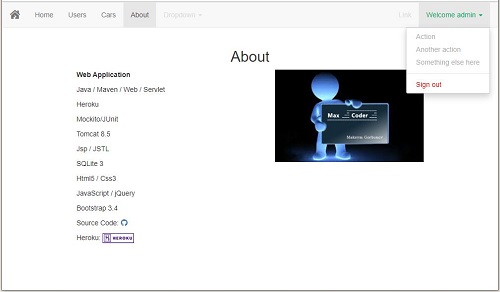 Home Users Cars About Dropdown Link Welcome admin
Action
Another action
Something else here
Sign out
About
Web Application
Java / Maven / Web / Servlet
Heroku
Mockito/JUnit
Tomcat 8.5
Jsp / JSTL
SQLite 3
Html5 / Css3
JavaScript / jQuery
Bootstrap 3.4
Source Code:
Heroku: HEROKU
Max Coder